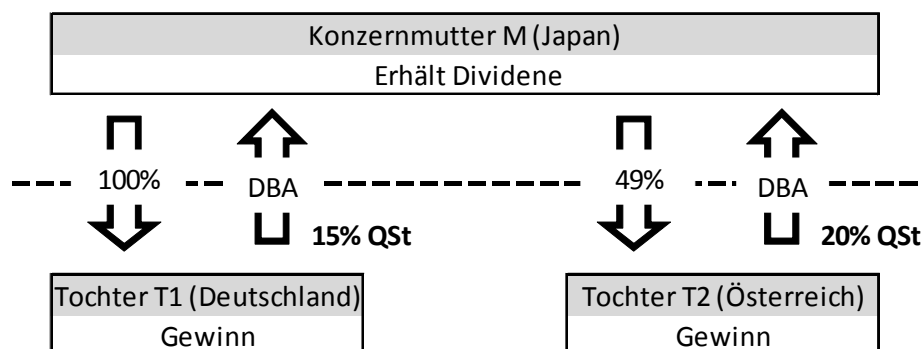 Konzernmutter M (Japan)
Erhält Dividene
100%
DBA
49%
DBA
15% QSt
20% QSt
Tochter T1 (Deutschland)
Gewinn
Tochter T2 (Österreich)
Gewinn